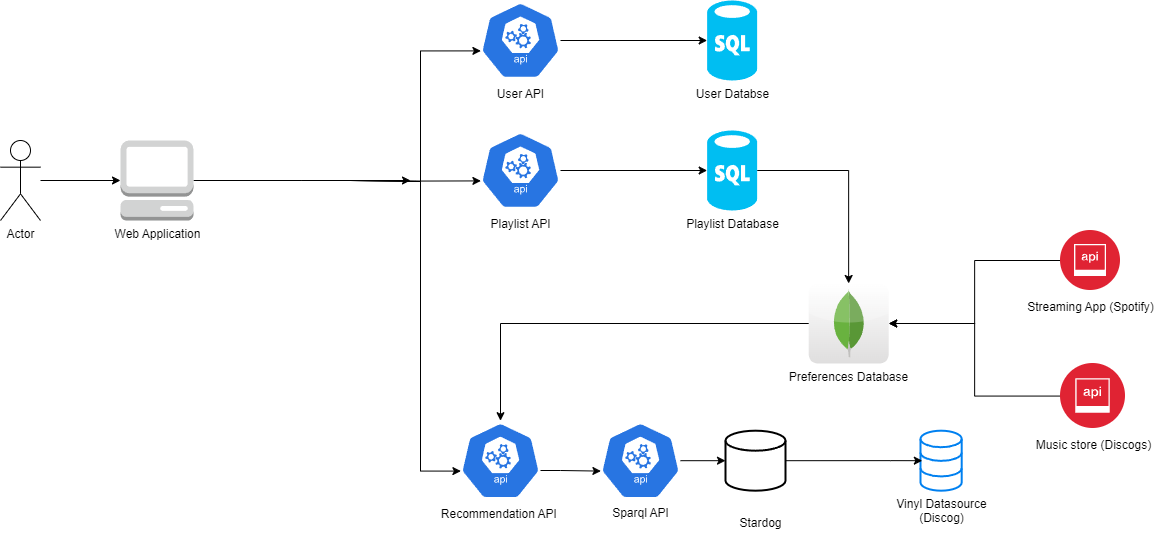 api
SQL
User API
User Databse
api
SQL
Actor
Web Application
Playlist API
Playlist Database
api
Streaming App (Spotify)
Preferences Database
api
Music store (Discogs)
api
api
Recommendation API
Sparql API
Stardog
Vinyl Datasource
(Discog)